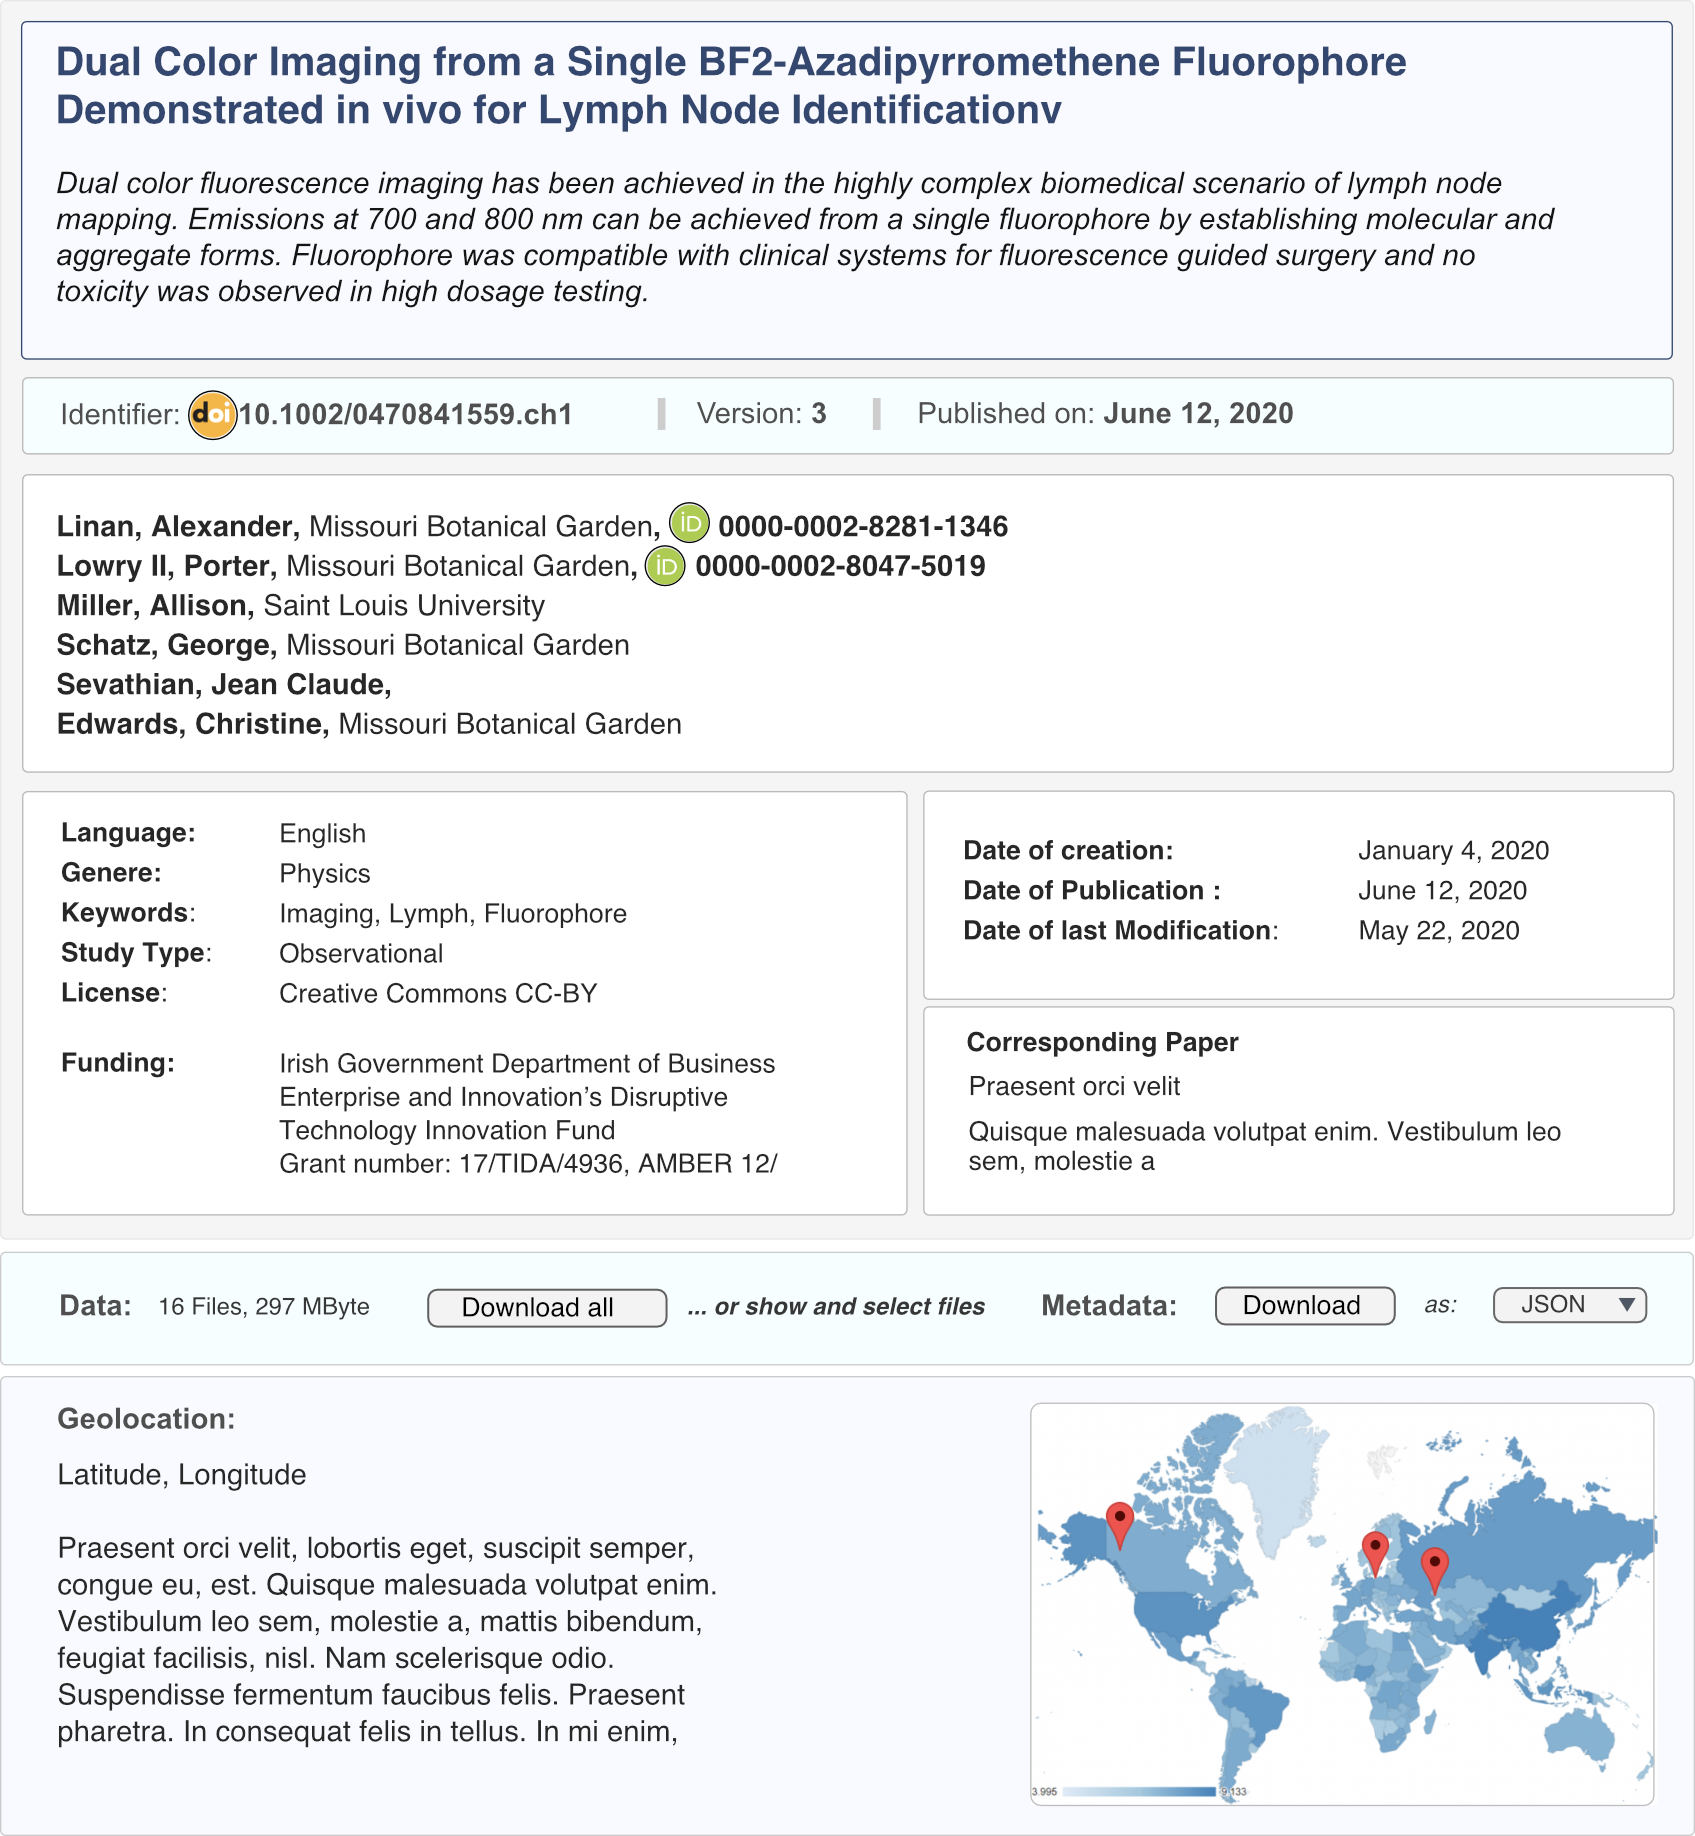 Dual Color Imaging from a Single BF2-Azadipyrromethene Fluorophore
Demonstrated in vivo for Lymph Node Identificationv
Dual color fluorescence imaging has been achieved in the highly complex biomedical scenario of lymph node
mapping. Emissions at 700 and 800 nm can be achieved from a single fluorophore by establishing molecular and
aggregate forms. Fluorophore was compatible with clinical systems for fluorescence guided surgery and no
toxicity was observed in high dosage testing.
Identifier: doi 10.1002/0470841559.ch1 | Version: 3 | Published on: June 12, 2020
Linan, Alexander, Missouri Botanical Garden, iD 0000-0002-8281-1346
Lowry II, Porter, Missouri Botanical Garden, iD 0000-0002-8047-5019
Miller, Allison, Saint Louis University
Schatz, George, Missouri Botanical Garden
Sevathian, Jean Claude,
Edwards, Christine, Missouri Botanical Garden
Language: English
Genere: Physics
Keywords: Imaging, Lymph, Fluorophore
Study Type: Observational
License: Creative Commons CC-BY
Funding: Irish Government Department of Business
Enterprise and Innovation’s Disruptive
Technology Innovation Fund
Grant number: 17/TIDA/4936, AMBER 12/
Date of creation: January 4, 2020
Date of Publication : June 12, 2020
Date of last Modification: May 22, 2020
Corresponding Paper
Praesent orci velit
Quisque malesuada volutpat enim. Vestibulum leo
sem, molestie a
Data: 16 Files, 297 MByte Download all ... or show and select files Metadata: Download as: JSON
Geolocation:
Latitude, Longitude
Praesent orci velit, lobortis eget, suscipit semper,
congue eu, est. Quisque malesuada volutpat enim.
Vestibulum leo sem, molestie a, mattis bibendum,
feugiat facilisis, nisl. Nam scelerisque odio.
Suspendisse fermentum faucibus felis. Praesent
pharetra. In consequat felis in tellus. In mi enim,
3.995 9.133